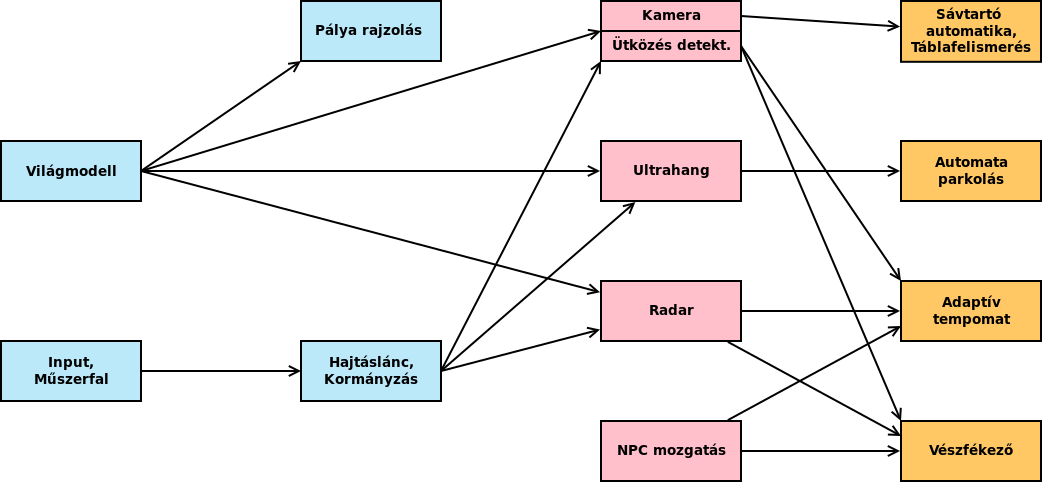 Pálya rajzolás
Kamera
Ütközés detekt.
Sávtartó
automatika,
Táblafelismerés
Világmodell
Ultrahang
Automata
parkolás
Radar
Adaptív
tempomat
Input,
Műszerfal
Hajtáslánc,
Kormányzás
NPC mozgatás
Vészfékező